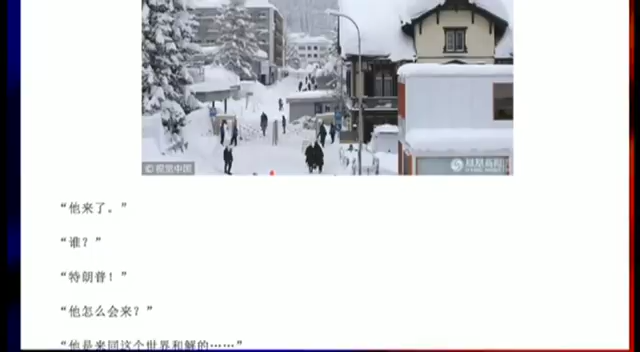 © 视觉中国
“他来了。”
“谁？”
“特朗普！”
“他怎么会来？”
“他是来同这个世界和解的……”